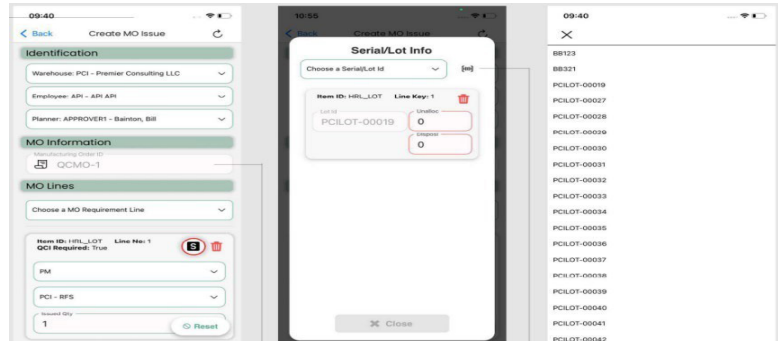 09:40
Back Create MO Issue
Identification
Warehouse: PCI - Premier Consulting LLC
Employee: API - API API
Planner: APPROVER1 - Bainton, Bill
MO Information
Manufacturing Order ID
QCMO-1
MO Lines
Choose a MO Requirement Line
Item ID: HRL_LOT Line No: 1
QCI Required: True
S
PM
PCI - RFS
Issued Qty
1
Reset
10:55
Back Create MO Issue
Serial/Lot Info
Choose a Serial/Lot Id
Item ID: HRL_LOT Line Key: 1
Lot Id
PCILOT-00019
Unalloc
0
Dispose
0
Close
09:40
BB123
BB321
PCILOT-00019
PCILOT-00027
PCILOT-00028
PCILOT-00029
PCILOT-00030
PCILOT-00031
PCILOT-00032
PCILOT-00033
PCILOT-00034
PCILOT-00035
PCILOT-00036
PCILOT-00037
PCILOT-00038
PCILOT-00039
PCILOT-00040
PCILOT-00041
PCILOT-00042